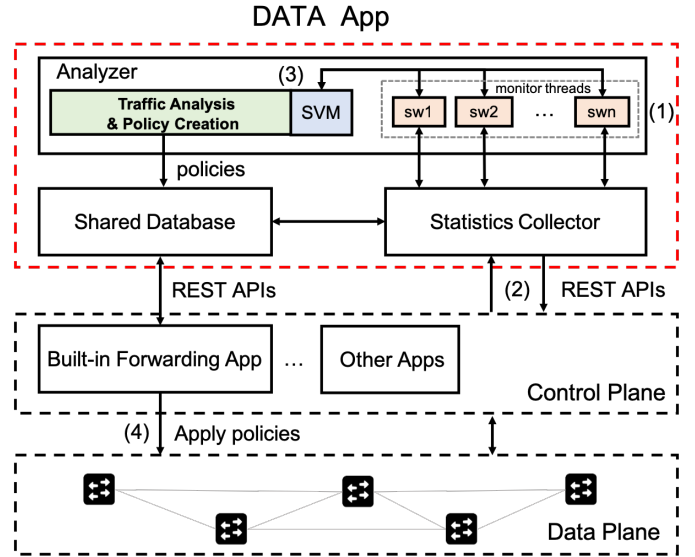 DATA App
Analyzer
(3)
monitor threads
Traffic Analysis
& Policy Creation
SVM
sw1
sw2
...
swn
(1)
policies
Shared Database
Statistics Collector
REST APIs
(2)
REST APIs
Built-in Forwarding App
...
Other Apps
Control Plane
(4)
Apply policies
Data Plane